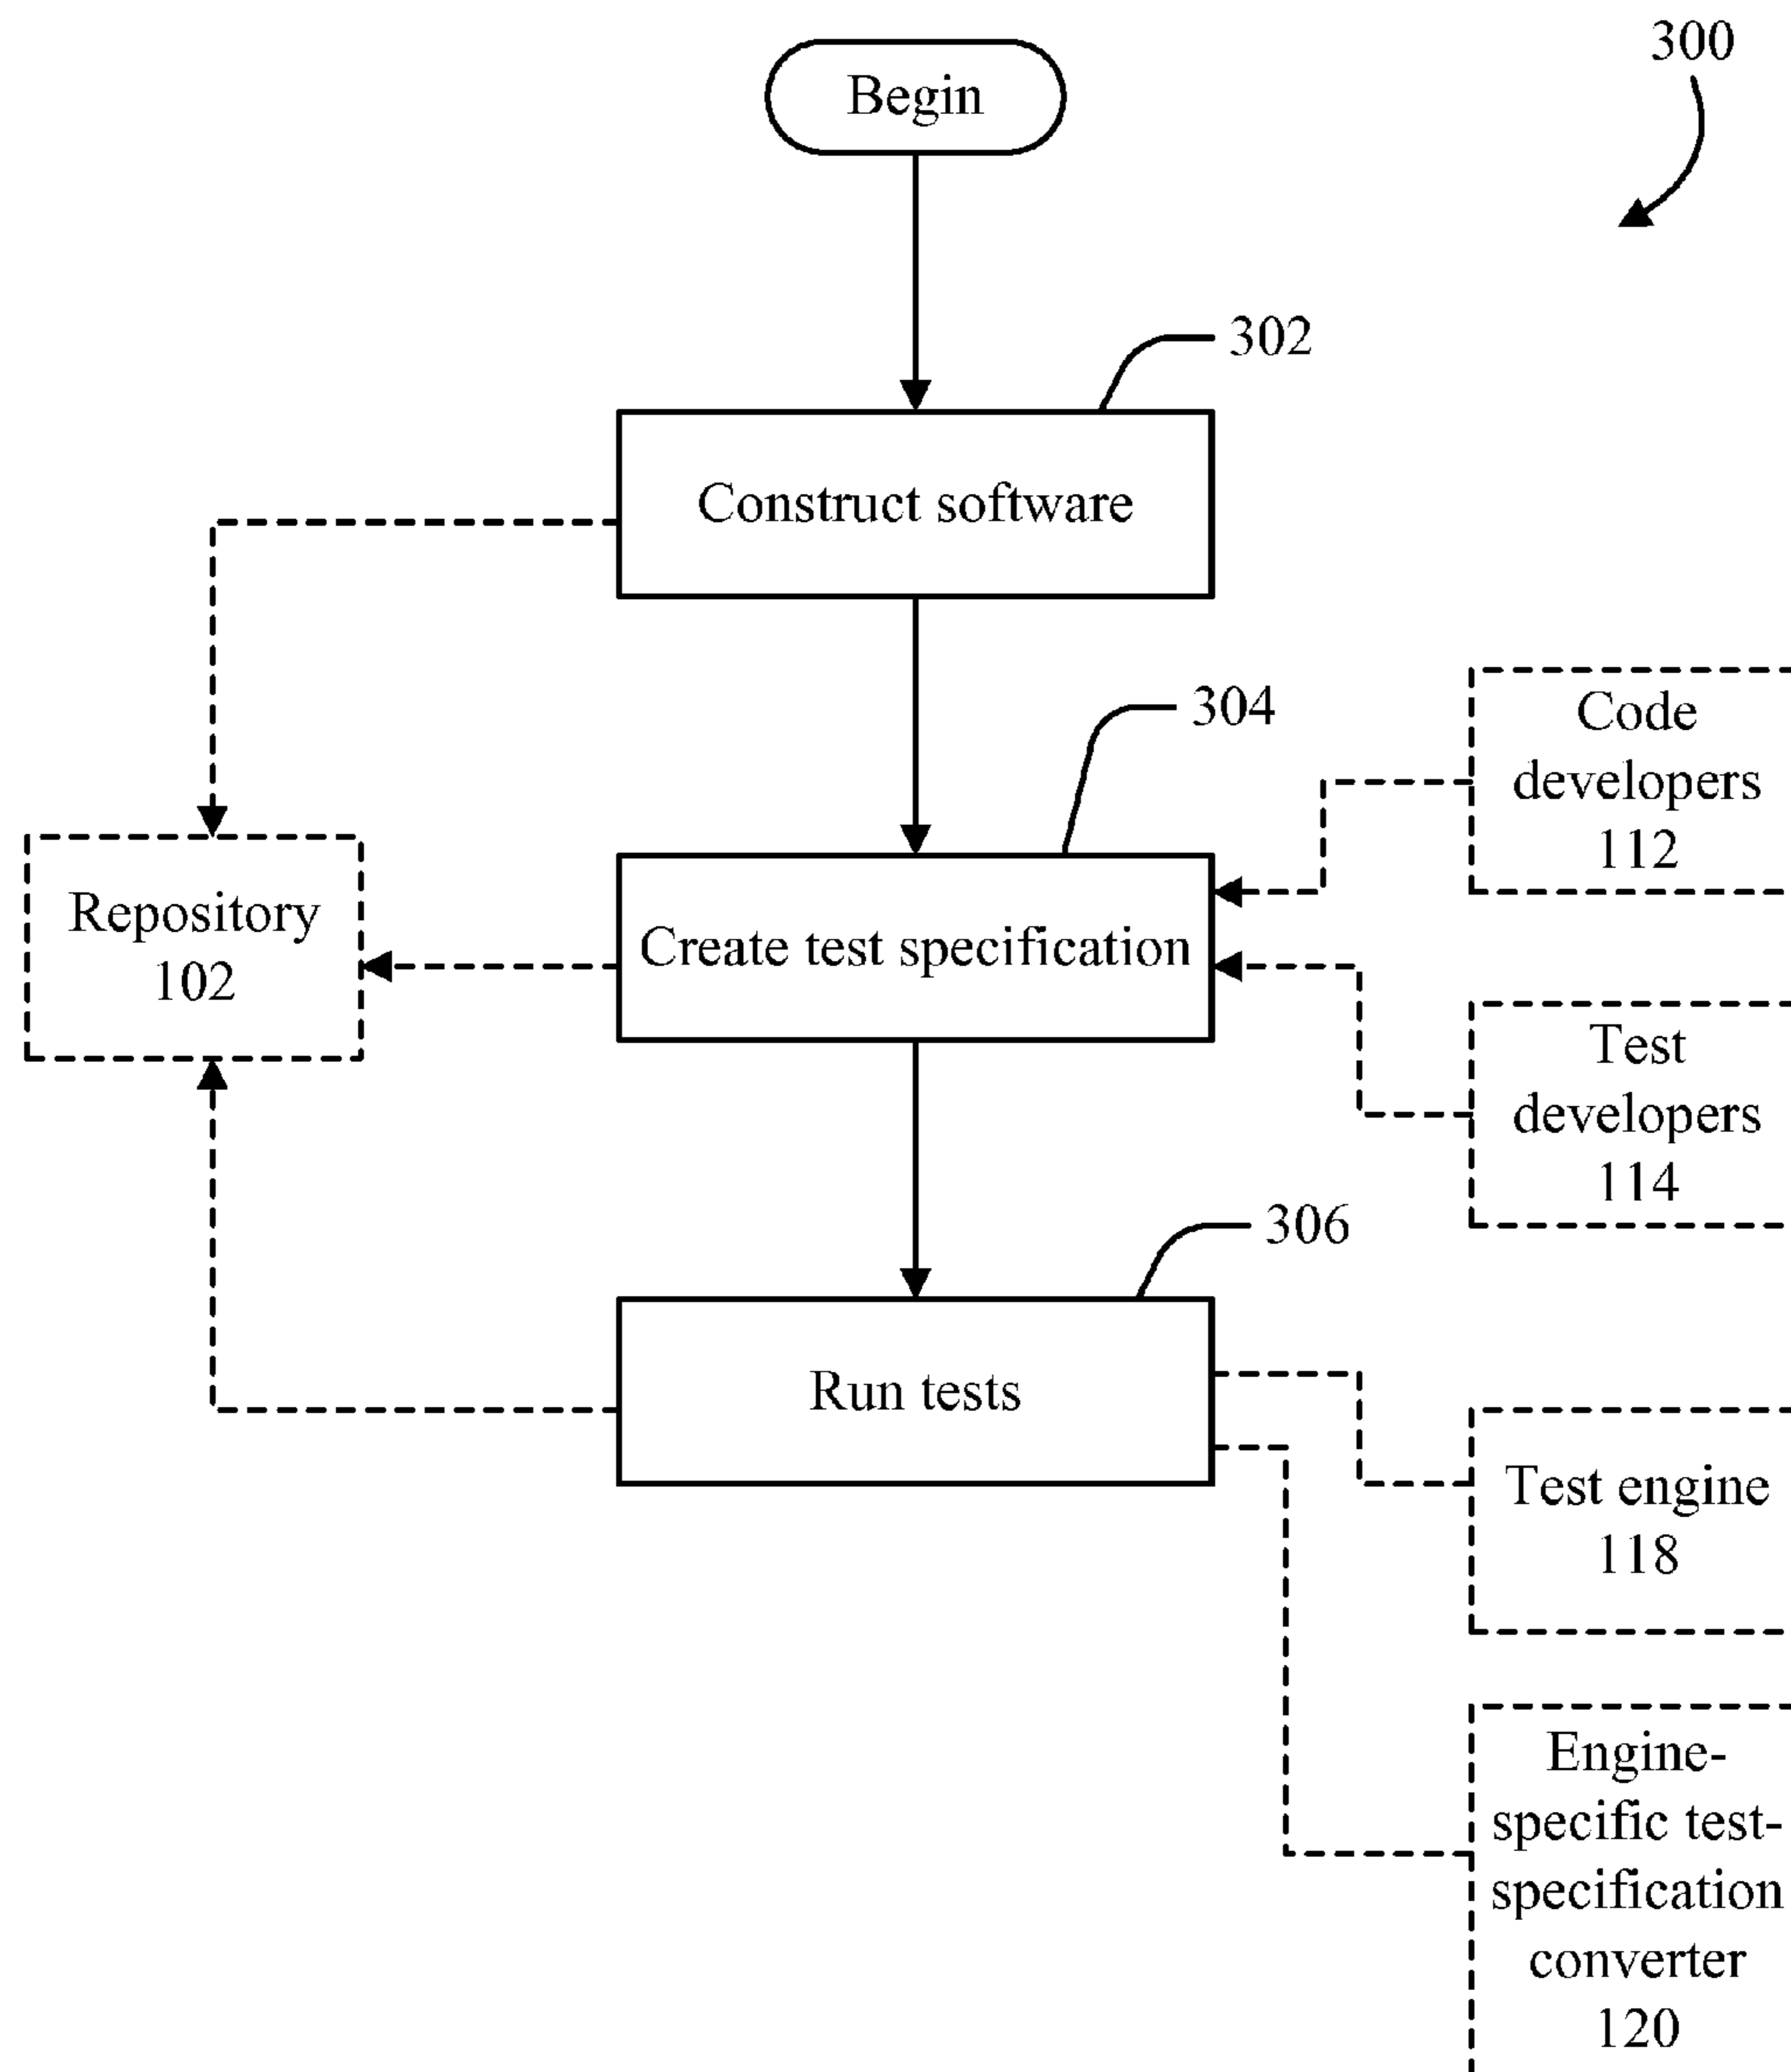 Begin
300
302
Construct software
304
Code
developers
112
Repository
102
Create test specification
Test
developers
114
306
Run tests
Test engine
118
Engine-
specific test-
specification
converter
120